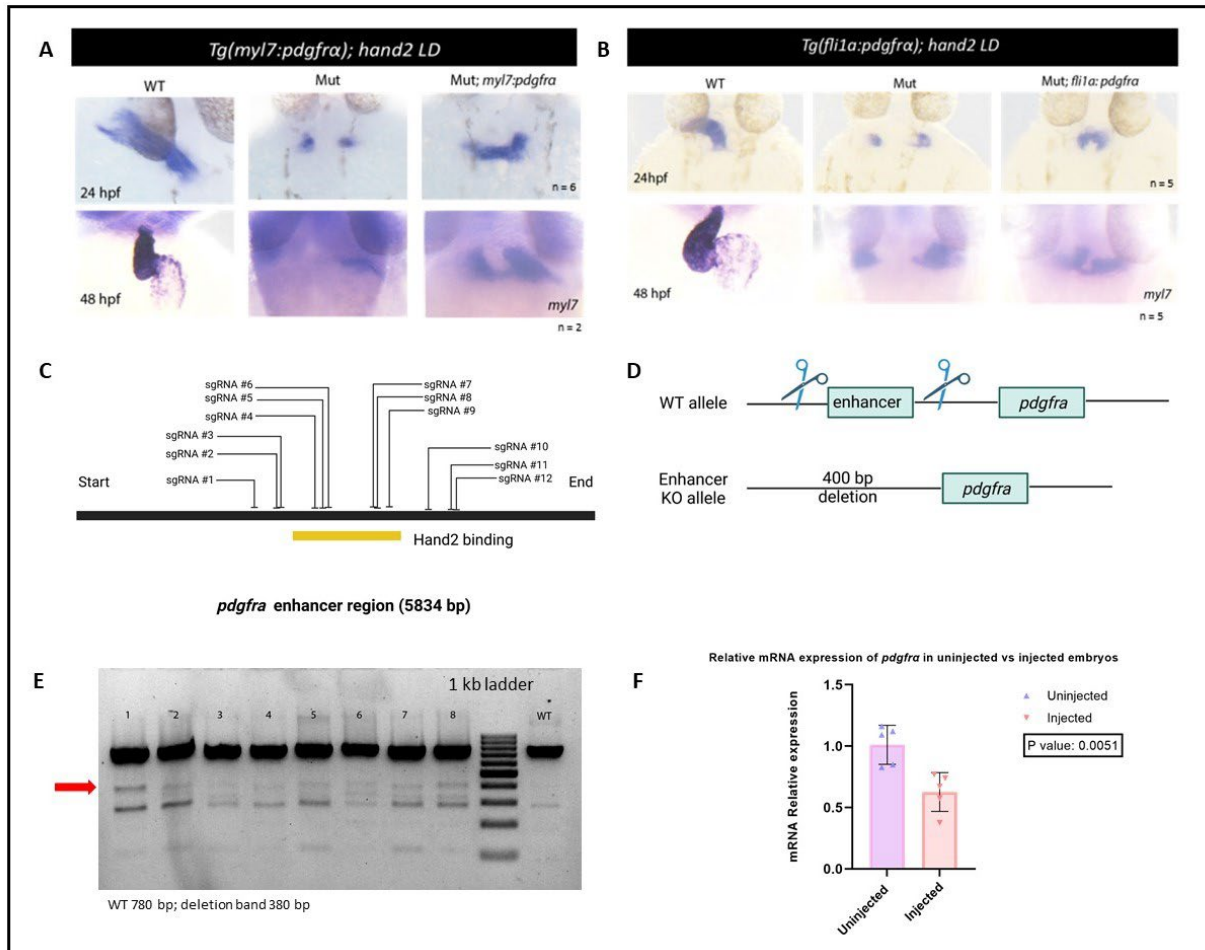 A
Tg(myl7:pdgfrα); hand2 LD
WT
Mut
Mut; myl7:pdgfra
24 hpf
n = 6
48 hpf
myl7
n = 2
B
Tg(fli1a:pdgfrα); hand2 LD
WT
Mut
Mut; fli1a: pdgfra
24hpf
n = 5
48 hpf
myl7
n = 5
C
sgRNA #6
sgRNA #5
sgRNA #4
sgRNA #3
sgRNA #2
sgRNA #1
sgRNA #7
sgRNA #8
sgRNA #9
sgRNA #10
sgRNA #11
sgRNA #12
Start
End
Hand2 binding
pdgfra enhancer region (5834 bp)
D
WT allele
enhancer
pdgfra
Enhancer
KO allele
400 bp
deletion
pdgfra
E
1 kb ladder
1 2 3 4 5 6 7 8
*
WT
WT 780 bp; deletion band 380 bp
F
Relative mRNA expression of pdgfrα in uninjected vs injected embryos
mRNA Relative expression
1.5
1.0
0.5
0.0
Uninjected
Injected
Uninjected
Injected
P value: 0.0051